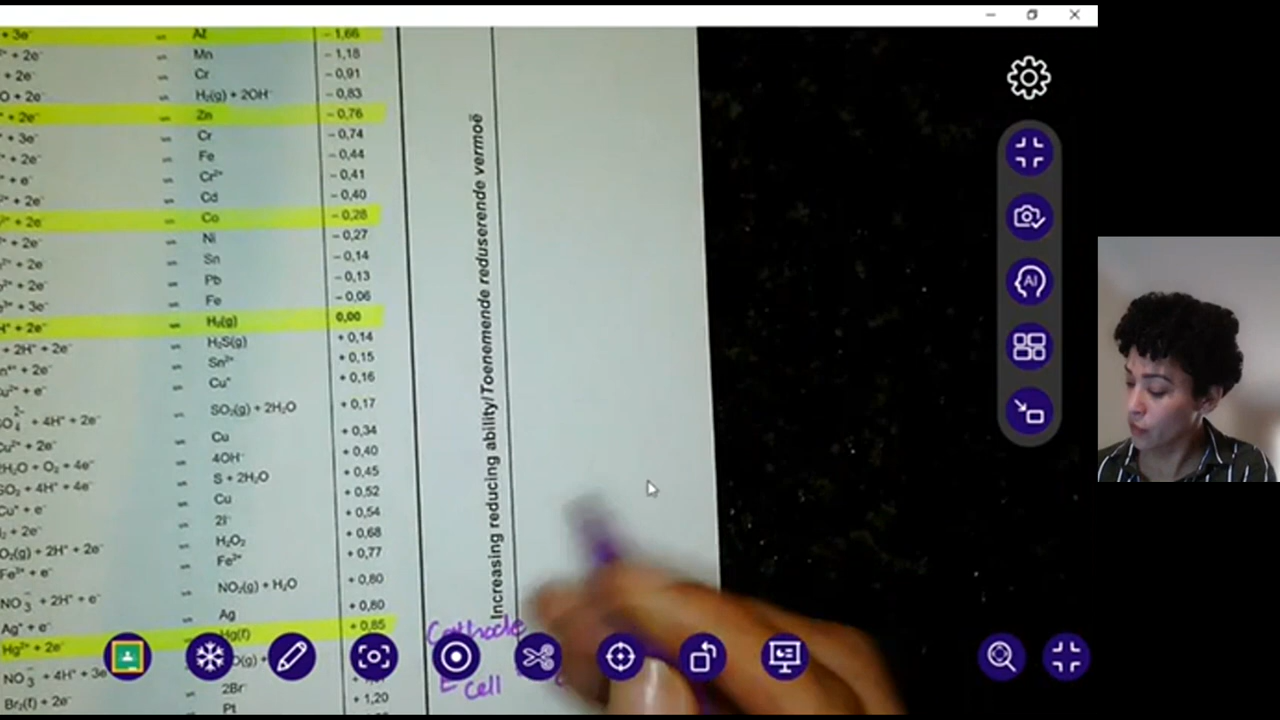 + 3e⁻ ⇌ Al − 1,66
+ 2e⁻ ⇌ Mn − 1,18
+ 2e⁻ ⇌ Cr − 0,91
O + 2e⁻ ⇌ H₂(g) + 2OH⁻ − 0,83
+ 2e⁻ ⇌ Zn − 0,76
+ 3e⁻ ⇌ Cr − 0,74
+ 2e⁻ ⇌ Fe − 0,44
+ e⁻ ⇌ Cr²⁺ − 0,41
+ 2e⁻ ⇌ Cd − 0,40
+ 2e⁻ ⇌ Co − 0,28
+ 2e⁻ ⇌ Ni − 0,27
+ 2e⁻ ⇌ Sn − 0,14
+ 2e⁻ ⇌ Pb − 0,13
+ 3e⁻ ⇌ Fe − 0,06
H⁺ + 2e⁻ ⇌ H₂(g) 0,00
+ 2H⁺ + 2e⁻ ⇌ H₂S(g) + 0,14
+ 2e⁻ ⇌ Sn²⁺ + 0,15
+ e⁻ ⇌ Cu⁺ + 0,16
SO₄²⁻ + 4H⁺ + 2e⁻ ⇌ SO₂(g) + 2H₂O + 0,17
Cu²⁺ + 2e⁻ ⇌ Cu + 0,34
2H₂O + O₂ + 4e⁻ ⇌ 4OH⁻ + 0,40
SO₂ + 4H⁺ + 4e⁻ ⇌ S + 2H₂O + 0,45
Cu⁺ + e⁻ ⇌ Cu + 0,52
I₂ + 2e⁻ ⇌ 2I⁻ + 0,54
O₂(g) + 2H⁺ + 2e⁻ ⇌ H₂O₂ + 0,68
Fe³⁺ + e⁻ ⇌ Fe²⁺ + 0,77
NO₃⁻ + 2H⁺ + e⁻ ⇌ NO₂(g) + H₂O + 0,80
Ag⁺ + e⁻ ⇌ Ag + 0,80
Hg²⁺ + 2e⁻ ⇌ Hg(ℓ) + 0,85
NO₃⁻ + 4H⁺ + 3e
Br₂(ℓ) + 2e⁻ 2Br⁻
Pt + 1,20
Increasing reducing ability/Toenemende reduserende vermoë
Cathode
E cell
AI